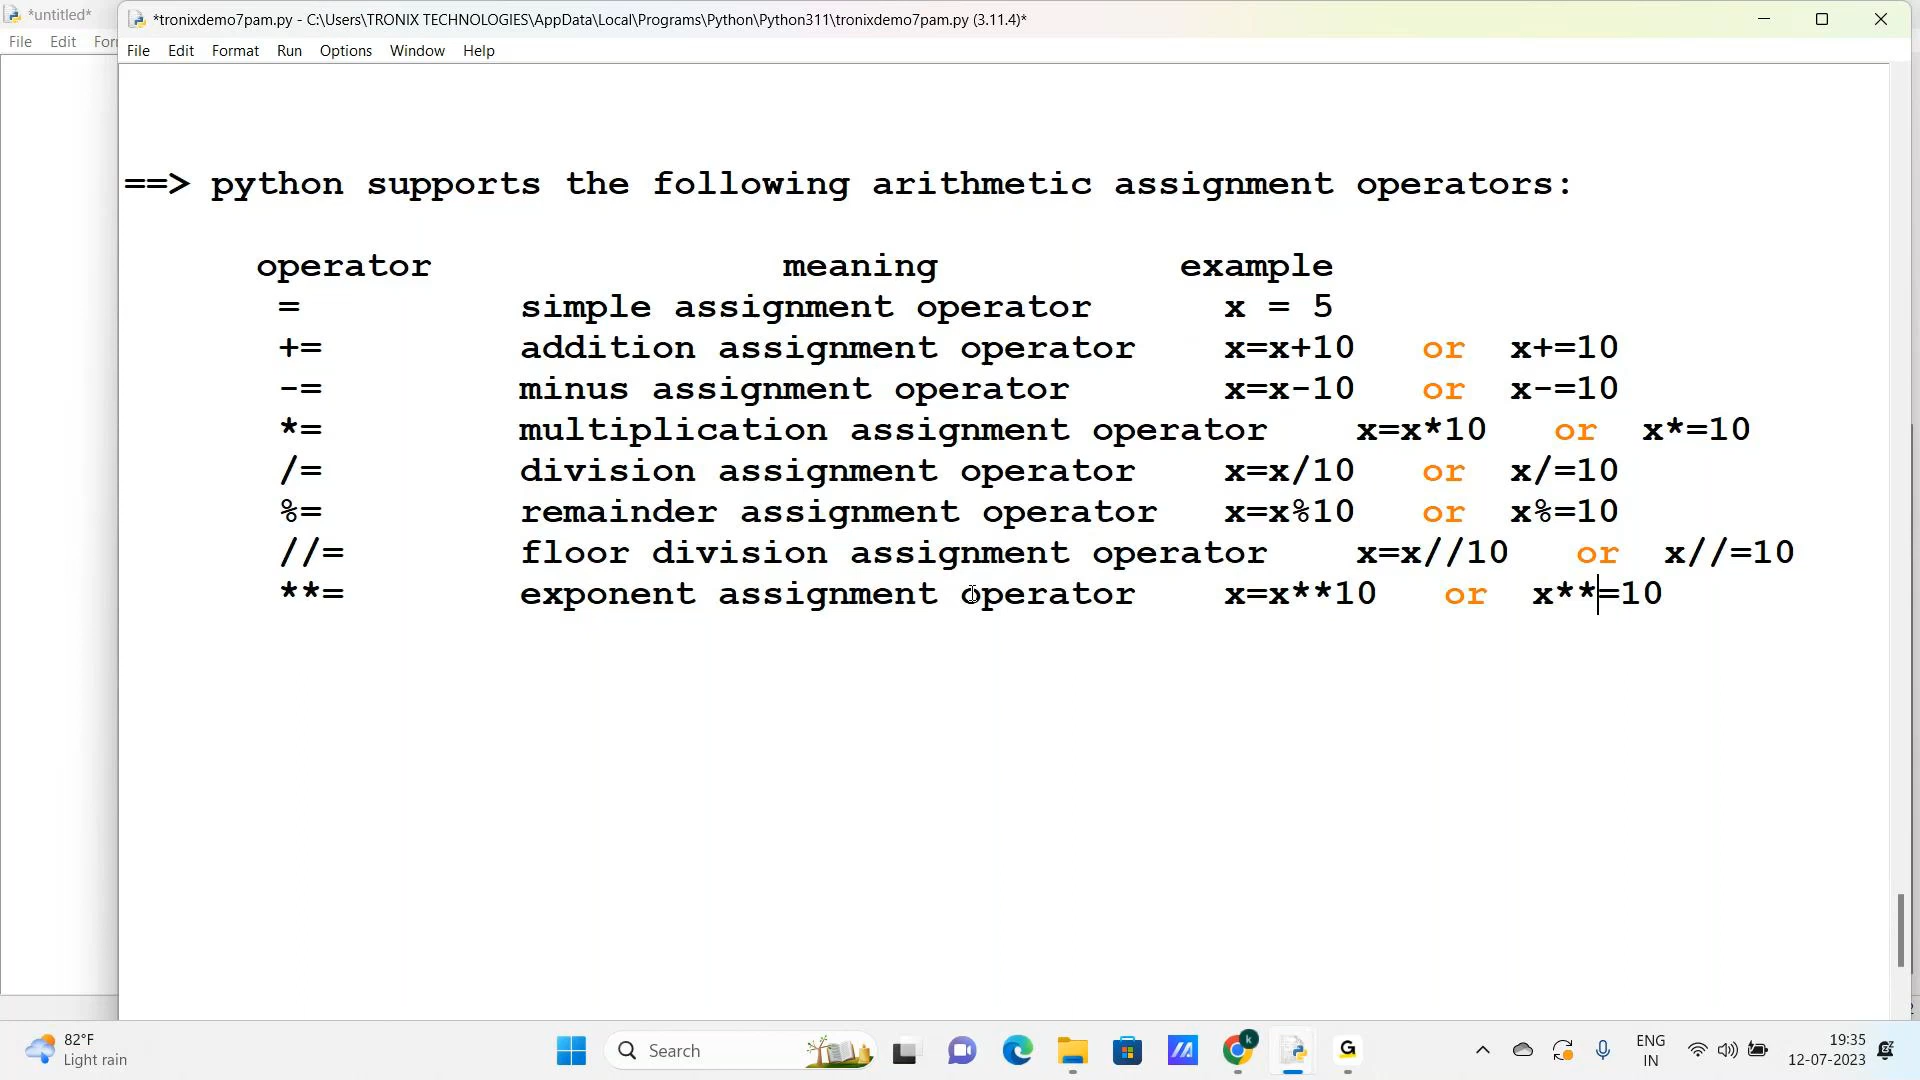 *untitled*
*tronixdemo7pam.py - C:\Users\TRONIX TECHNOLOGIES\AppData\Local\Programs\Python\Python311\tronixdemo7pam.py (3.11.4)*
File Edit
File Edit Format Run Options Window Help
==> python supports the following arithmetic assignment operators:
operator meaning example
= simple assignment operator x = 5
+= addition assignment operator x=x+10 or x+=10
-= minus assignment operator x=x-10 or x-=10
*= multiplication assignment operator x=x*10 or x*=10
/= division assignment operator x=x/10 or x/=10
%= remainder assignment operator x=x%10 or x%=10
//= floor division assignment operator x=x//10 or x//=10
**= exponent assignment operator x=x**10 or x**=10
82°F
Light rain
Search
k
G
ENG
IN
19:35
12-07-2023